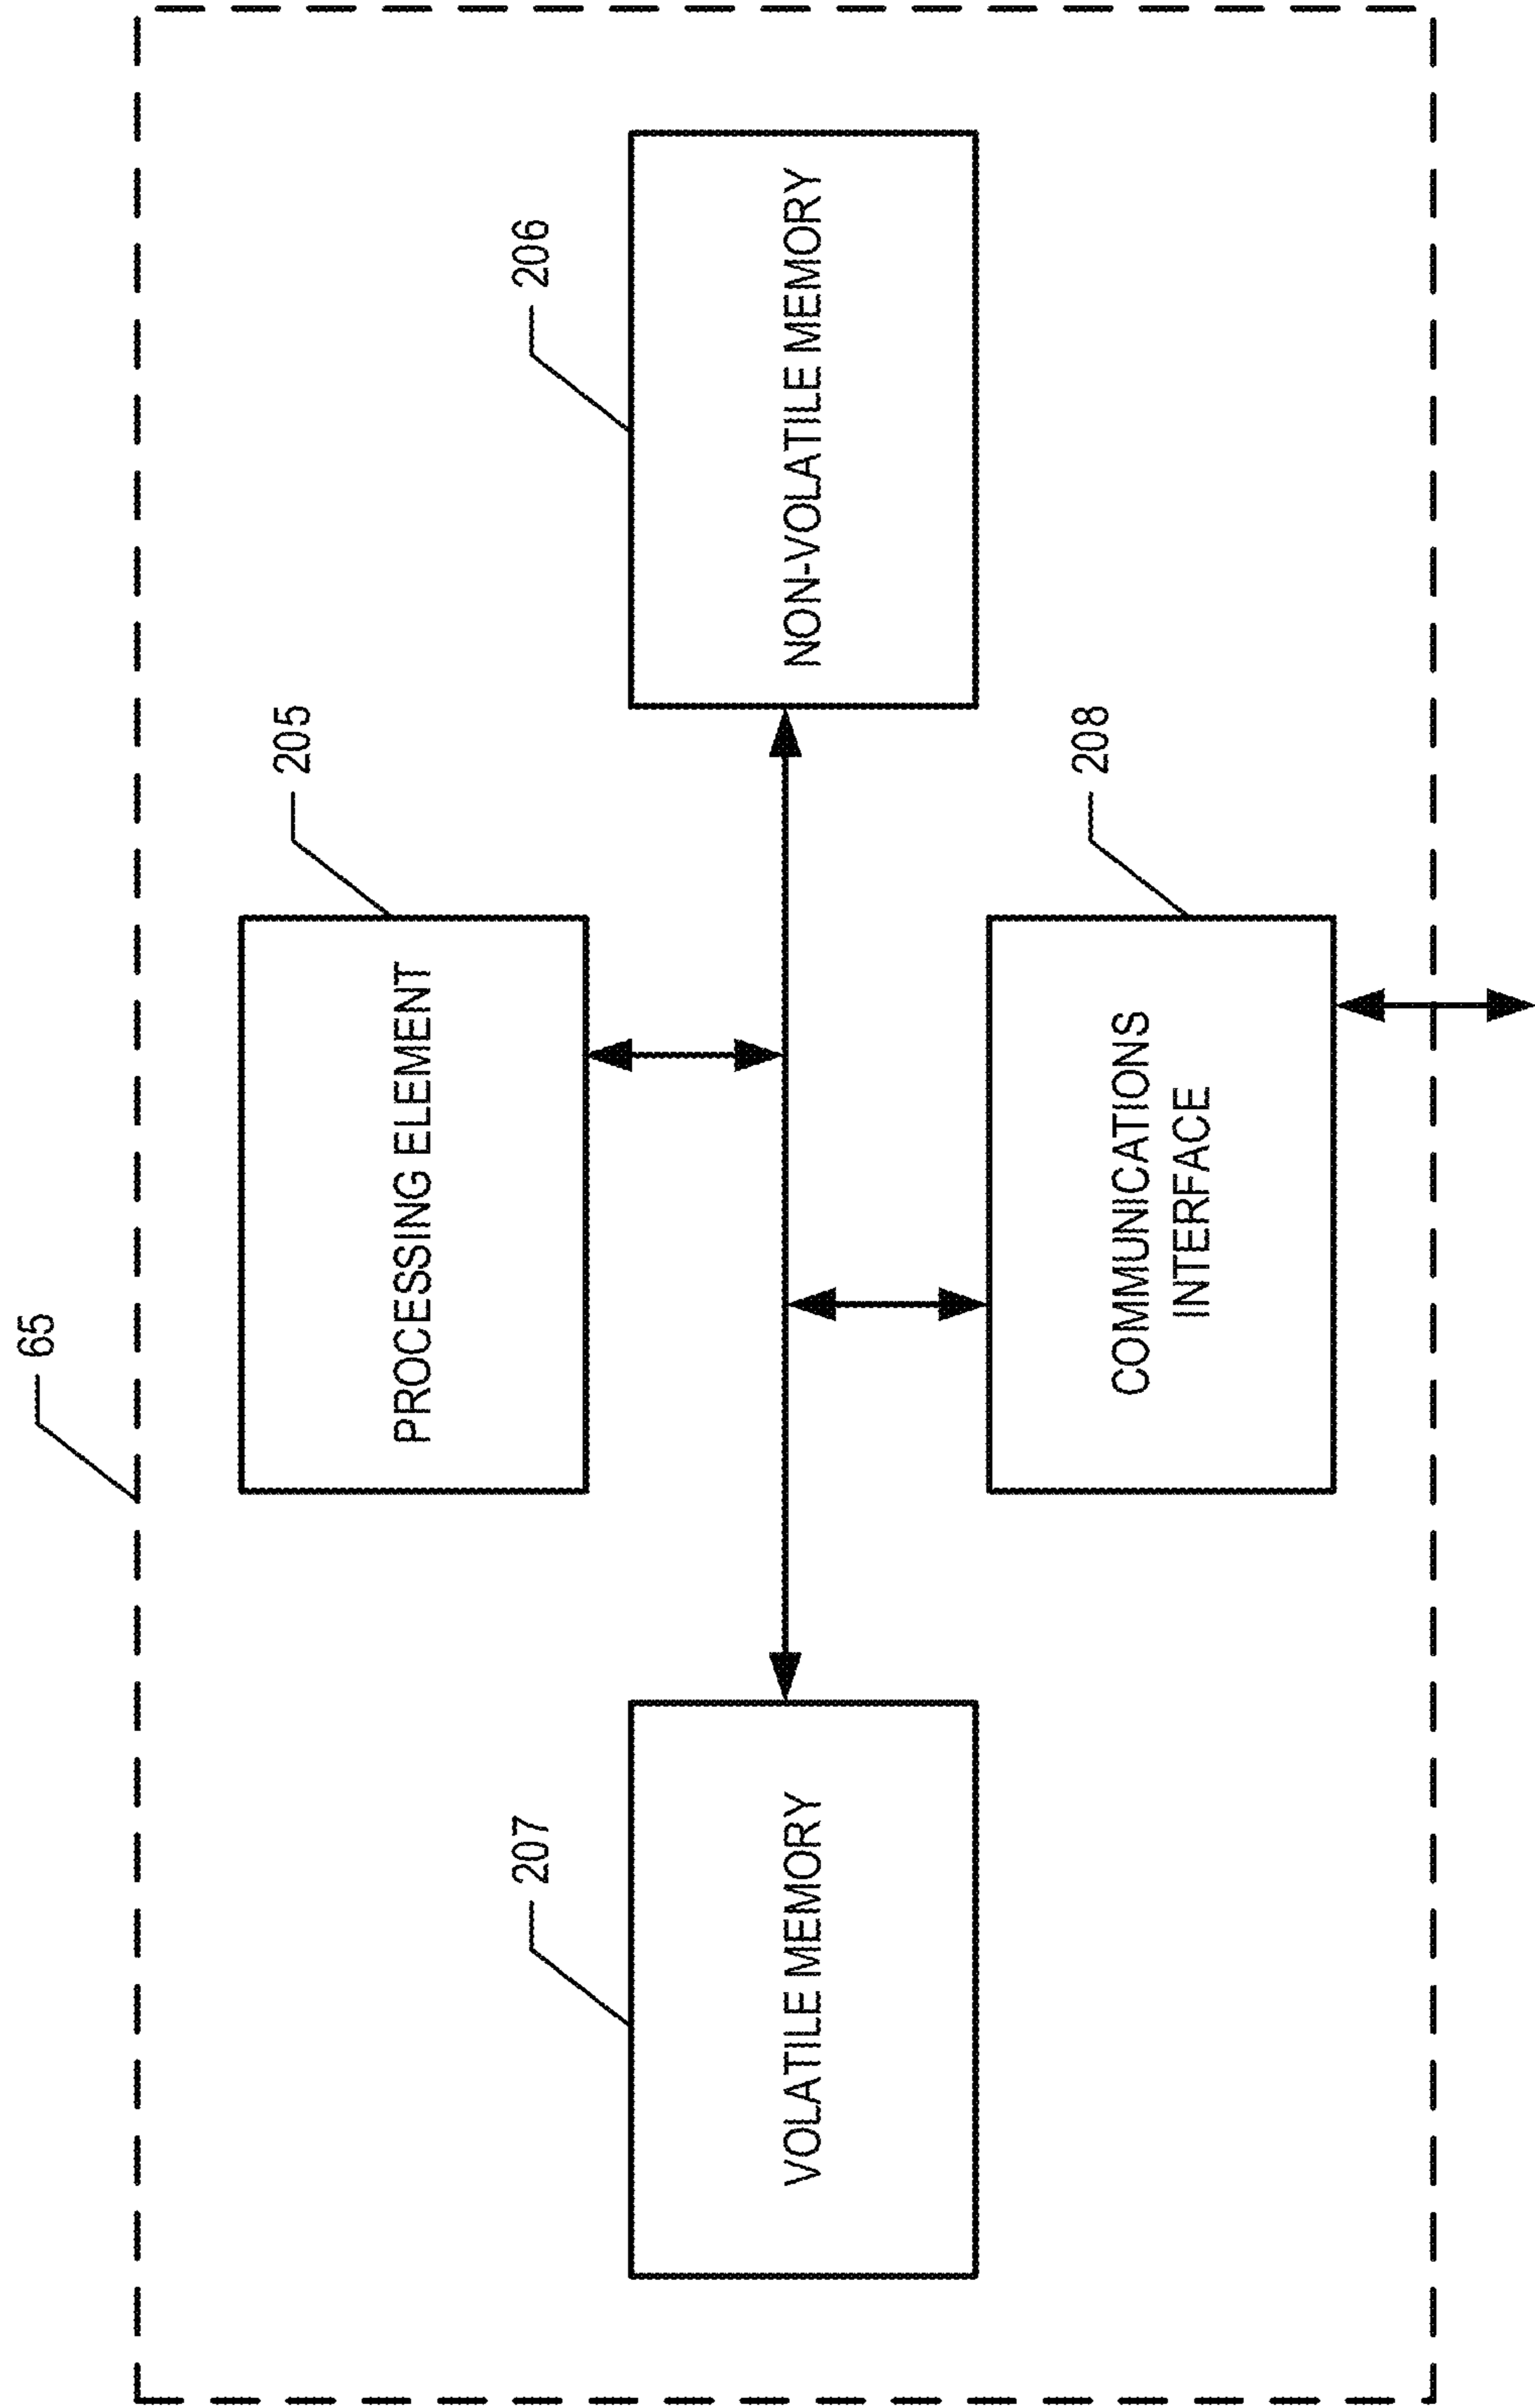 65
205
PROCESSING ELEMENT
207
VOLATILE MEMORY
206
NON-VOLATILE MEMORY
208
COMMUNICATIONS
INTERFACE